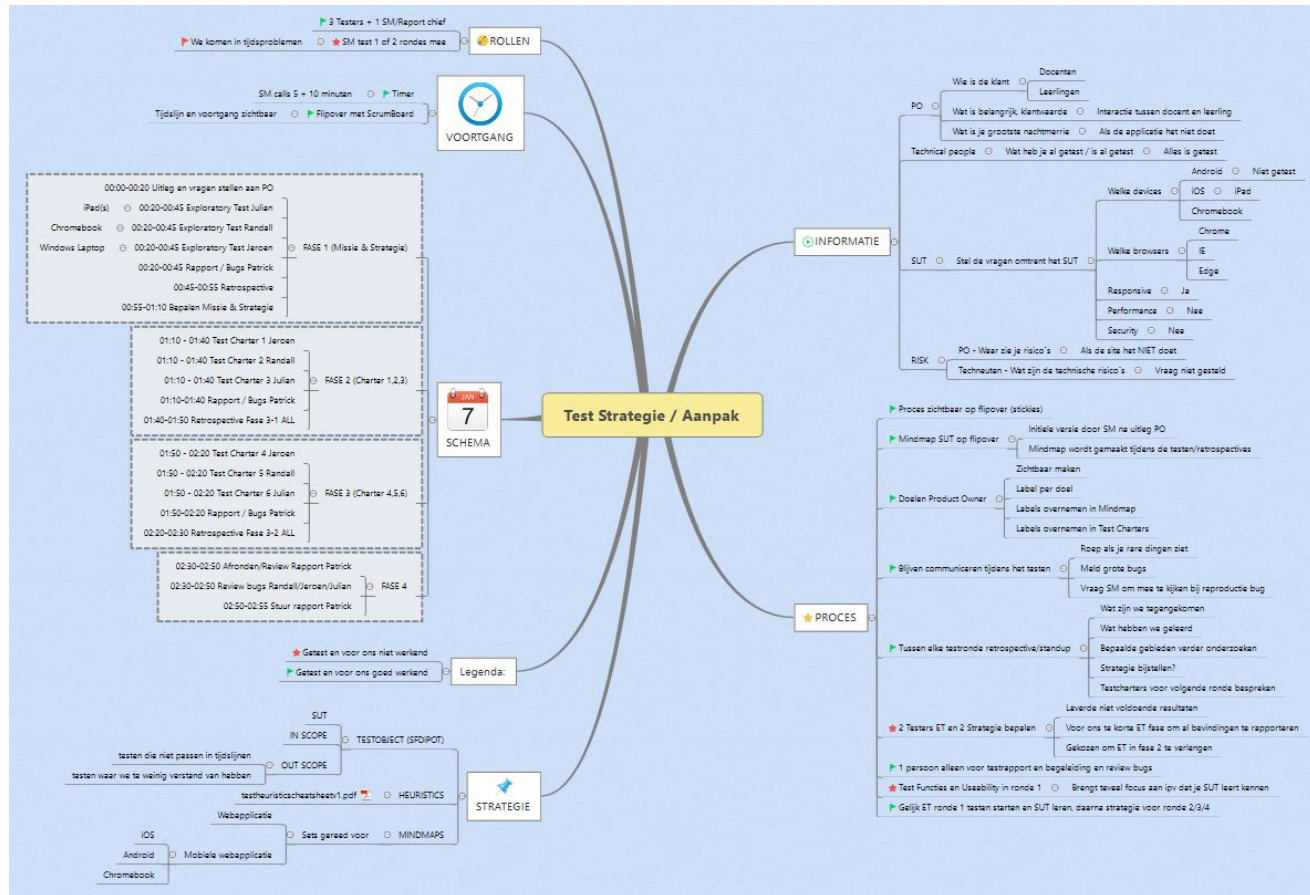 Test Strategie / Aanpak
ROLLEN
3 Testers + 1 SM/Report chief
SM test 1 of 2 rondes mee
We komen in tijdsproblemen
VOORTGANG
Timer
SM calls 5 + 10 minuten
Flipover met ScrumBoard
Tijdslijn en voortgang zichtbaar
JAN
7
SCHEMA
FASE 1 (Missie & Strategie)
00:00-00:20 Uitleg en vragen stellen aan PO
00:20-00:45 Exploratory Test Julian
iPad(s)
00:20-00:45 Exploratory Test Randall
Chromebook
00:20-00:45 Exploratory Test Jeroen
Windows Laptop
00:20-00:45 Rapport / Bugs Patrick
00:45-00:55 Retrospective
00:55-01:10 Bepalen Missie & Strategie
FASE 2 (Charter 1,2,3)
01:10 - 01:40 Test Charter 1 Jeroen
01:10 - 01:40 Test Charter 2 Randall
01:10 - 01:40 Test Charter 3 Julian
01:10-01:40 Rapport / Bugs Patrick
01:40-01:50 Retrospective Fase 3-1 ALL
FASE 3 (Charter 4,5,6)
01:50 - 02:20 Test Charter 4 Jeroen
01:50 - 02:20 Test Charter 5 Randall
01:50 - 02:20 Test Charter 6 Julian
01:50-02:20 Rapport / Bugs Patrick
02:20-02:30 Retrospective Fase 3-2 ALL
FASE 4
02:30-02:50 Afronden/Review Rapport Patrick
02:30-02:50 Review bugs Randall/Jeroen/Julian
02:50-02:55 Stuur rapport Patrick
Legenda:
Getest en voor ons niet werkend
Getest en voor ons goed werkend
STRATEGIE
TESTOBJECT (SFDIPOT)
SUT
IN SCOPE
OUT SCOPE
testen die niet passen in tijdslijnen
testen waar we te weinig verstand van hebben
HEURISTICS
testheuristicscheatsheetv1.pdf
MINDMAPS
Sets gereed voor
Webapplicatie
Mobiele webapplicatie
iOS
Android
Chromebook
INFORMATIE
PO
Wie is de klant
Docenten
Leerlingen
Wat is belangrijk, klantwaarde
Interactie tussen docent en leerling
Wat is je grootste nachtmerrie
Als de applicatie het niet doet
Technical people
Wat heb je al getest / is al getest
Alles is getest
SUT
Stel de vragen omtrent het SUT
Welke devices
Android
Niet getest
iOS
iPad
Chromebook
Welke browsers
Chrome
IE
Edge
Responsive
Ja
Performance
Nee
Security
Nee
RISK
PO - Waar zie je risico's
Als de site het NIET doet
Techneuten - Wat zijn de technische risico's
Vraag niet gesteld
PROCES
Proces zichtbaar op flipover (stickies)
Mindmap SUT op flipover
Initiele versie door SM na uitleg PO
Mindmap wordt gemaakt tijdens de testen/retrospectives
Doelen Product Owner
Zichtbaar maken
Label per doel
Labels overnemen in Mindmap
Labels overnemen in Test Charters
Blijven communiceren tijdens het testen
Roep als je rare dingen ziet
Meld grote bugs
Vraag SM om mee te kijken bij reproductie bug
Tussen elke testronde retrospective/standup
Wat zijn we tegengekomen
Wat hebben we geleerd
Bepaalde gebieden verder onderzoeken
Strategie bijstellen?
Testcharters voor volgende ronde bespreken
2 Testers ET en 2 Strategie bepalen
Leverde niet voldoende resultaten
Voor ons te korte ET fase om al bevindingen te rapporteren
Gekozen om ET in fase 2 te verlengen
1 persoon alleen voor testrapport en begeleiding en review bugs
Test Functies en Useability in ronde 1
Brengt teveel focus aan ipv dat je SUT leert kennen
Gelijk ET ronde 1 testen starten en SUT leren, daarna strategie voor ronde 2/3/4